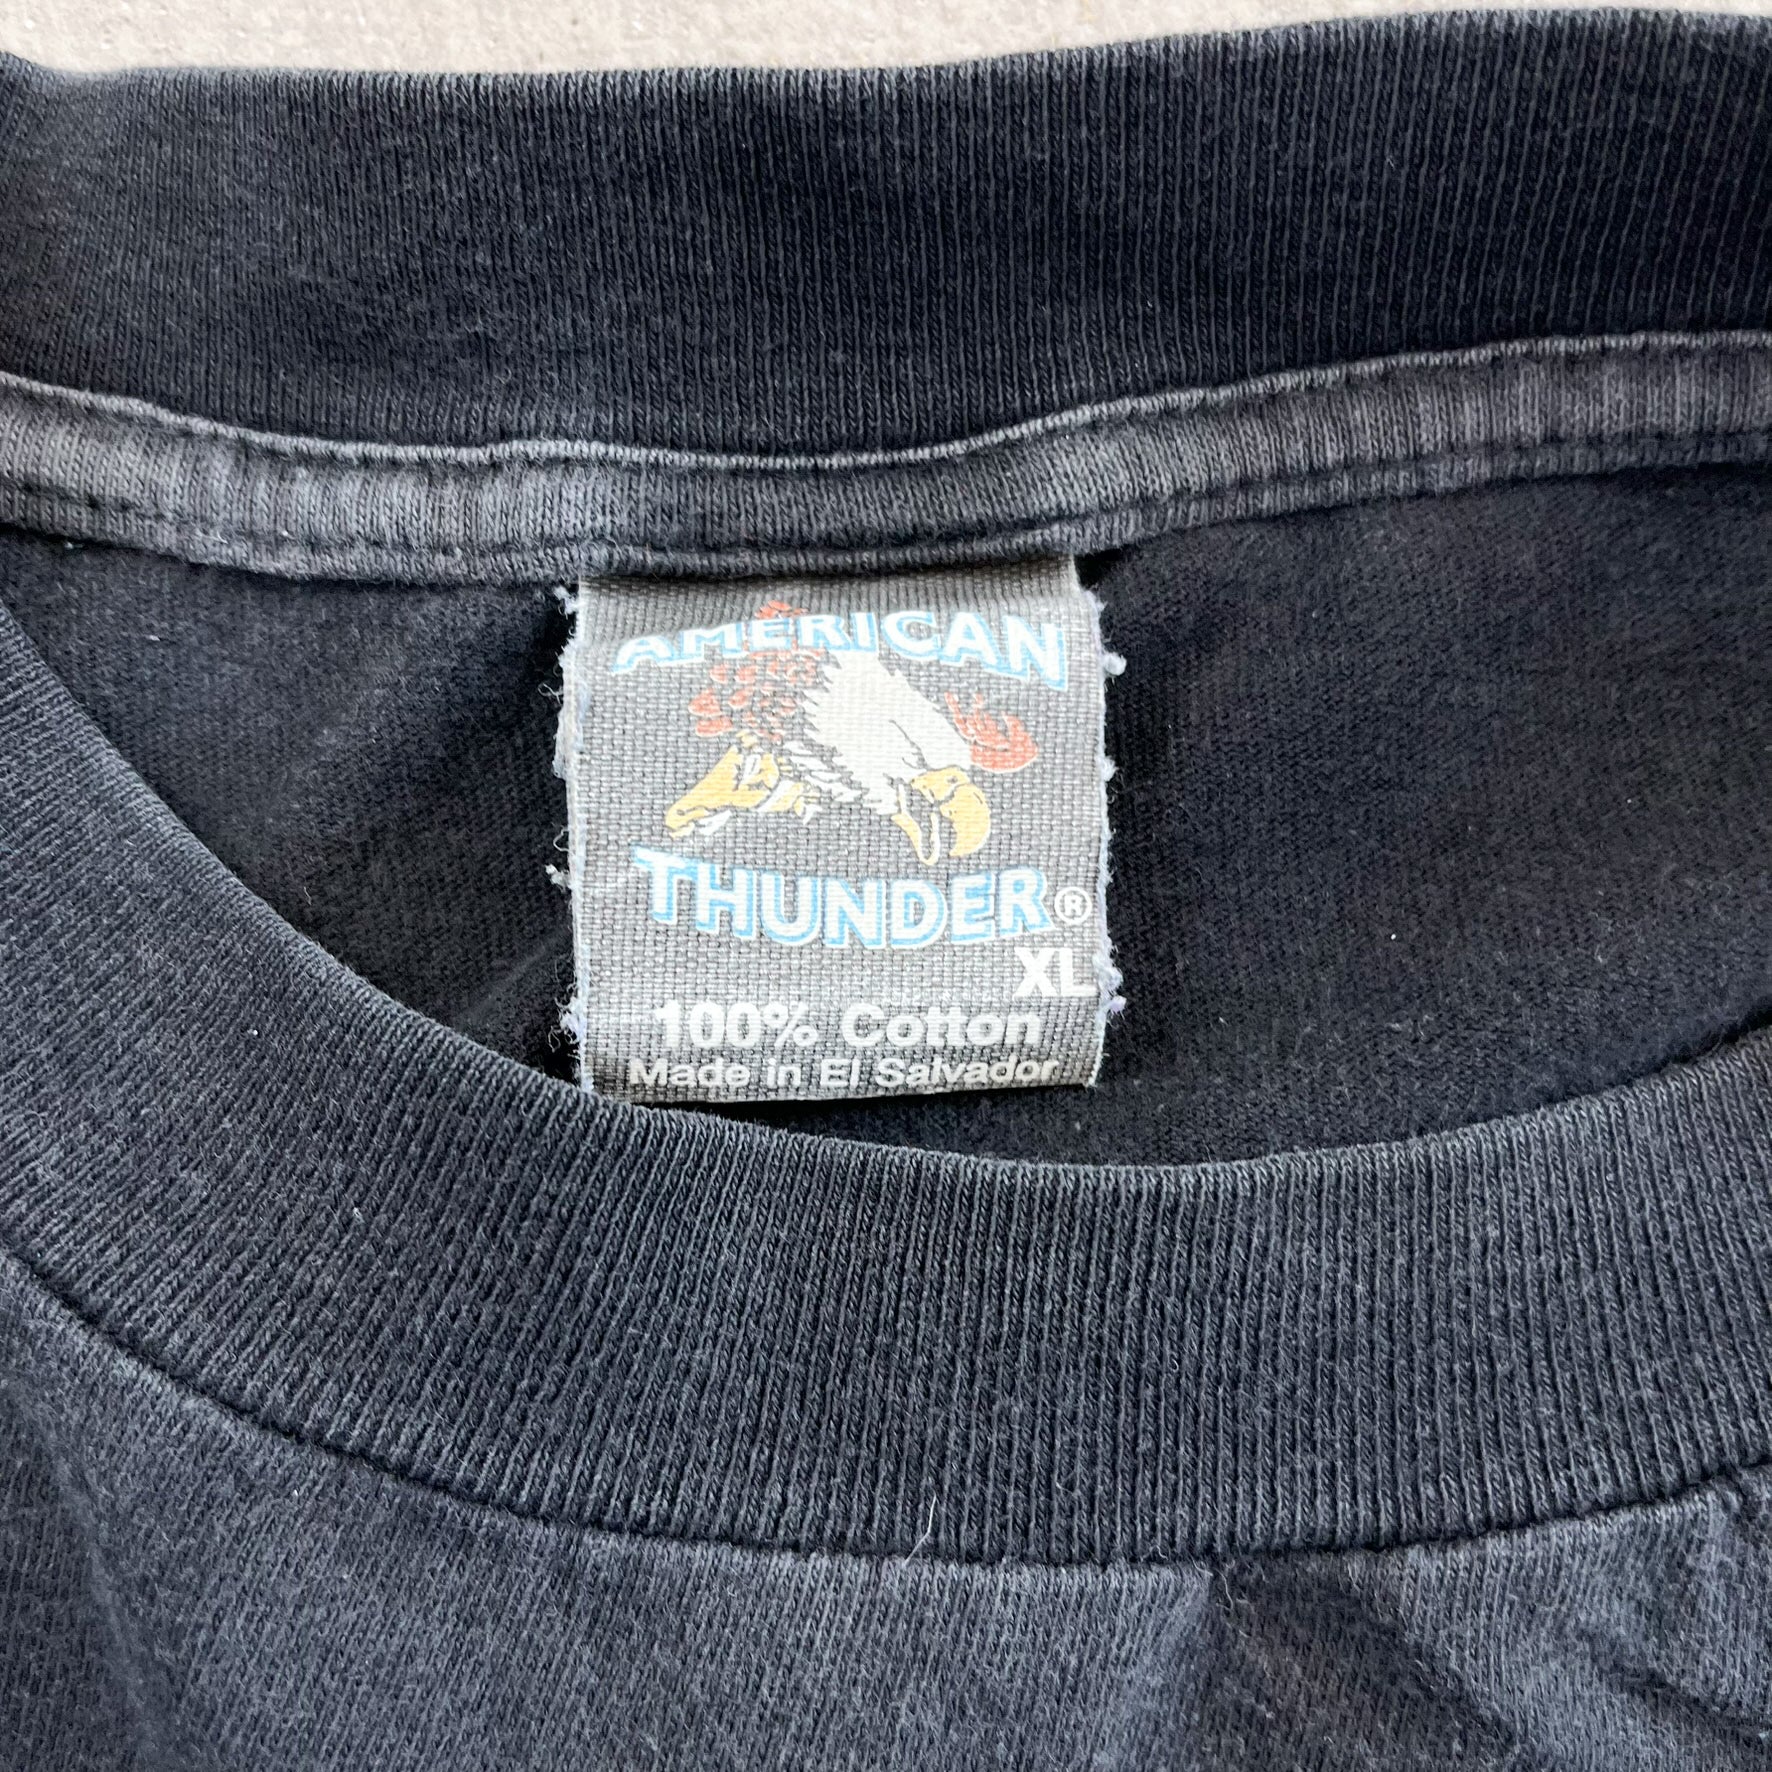 AMERICAN
THUNDER®
XL
100% Cotton
Made in El Salvador